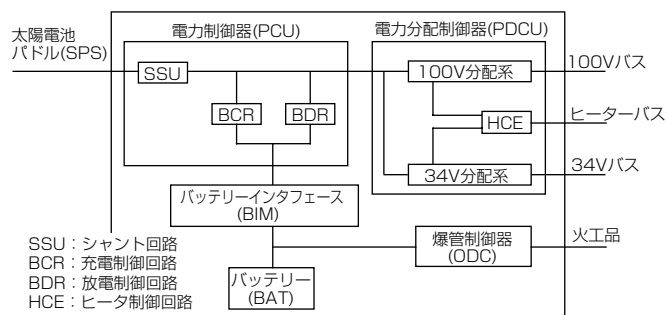 太陽電池
パドル(SPS)
電力制御器(PCU)
SSU
BCR
BDR
電力分配制御器(PDCU)
100V分配系
HCE
34V分配系
100Vバス
ヒーターバス
34Vバス
バッテリーインタフェース
(BIM)
爆管制御器
(ODC)
火工品
バッテリー
(BAT)
SSU：シャント回路
BCR：充電制御回路
BDR：放電制御回路
HCE：ヒータ制御回路